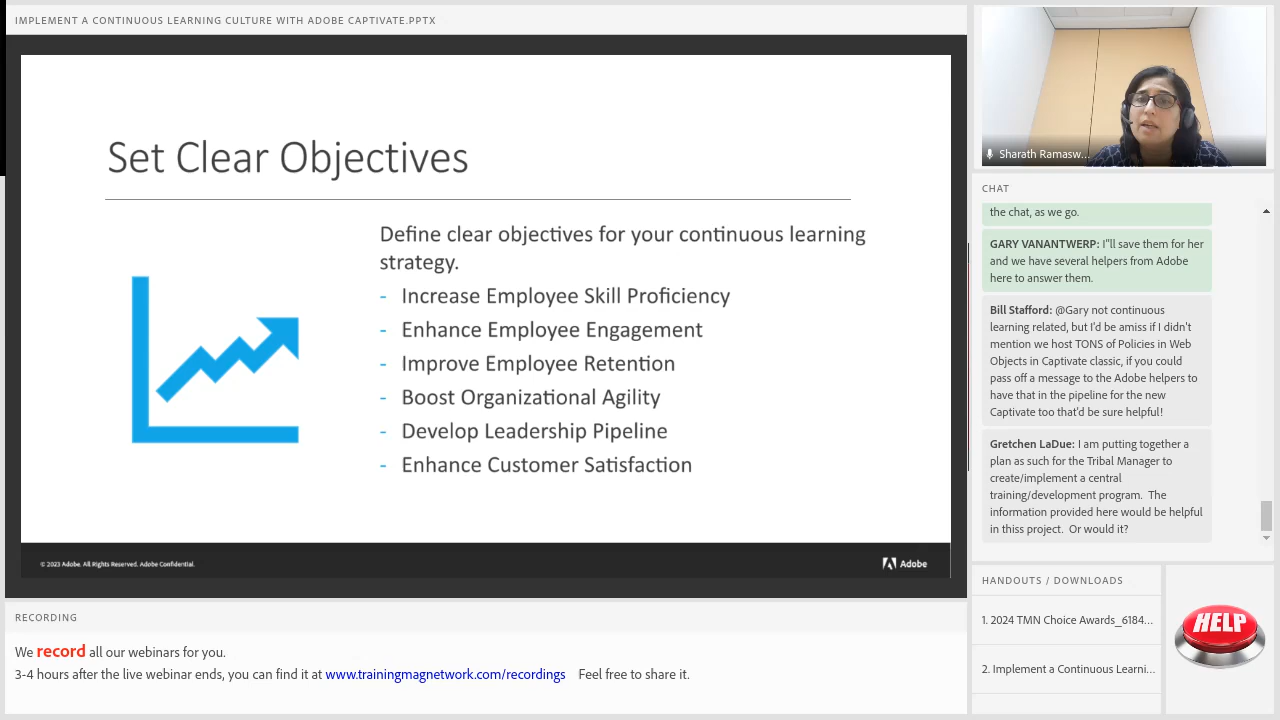 IMPLEMENT A CONTINUOUS LEARNING CULTURE WITH ADOBE CAPTIVATE.PPTX
Set Clear Objectives
Define clear objectives for your continuous learning
strategy.
- Increase Employee Skill Proficiency
- Enhance Employee Engagement
- Improve Employee Retention
- Boost Organizational Agility
- Develop Leadership Pipeline
- Enhance Customer Satisfaction
© 2023 Adobe. All Rights Reserved. Adobe Confidential.
Adobe
RECORDING
We record all our webinars for you.
3-4 hours after the live webinar ends, you can find it at www.trainingmagnetwork.com/recordings Feel free to share it.
Sharath Ramasw...
CHAT
the chat, as we go.
GARY VANANTWERP: I"ll save them for her
and we have several helpers from Adobe
here to answer them.
Bill Stafford: @Gary not continuous
learning related, but I'd be amiss if I didn't
mention we host TONS of Policies in Web
Objects in Captivate classic, if you could
pass off a message to the Adobe helpers to
have that in the pipeline for the new
Captivate too that'd be sure helpful!
Gretchen LaDue: I am putting together a
plan as such for the Tribal Manager to
create/implement a central
training/development program. The
information provided here would be helpful
in thiss project. Or would it?
HANDOUTS / DOWNLOADS
1. 2024 TMN Choice Awards_6184...
2. Implement a Continuous Learni...
HELP